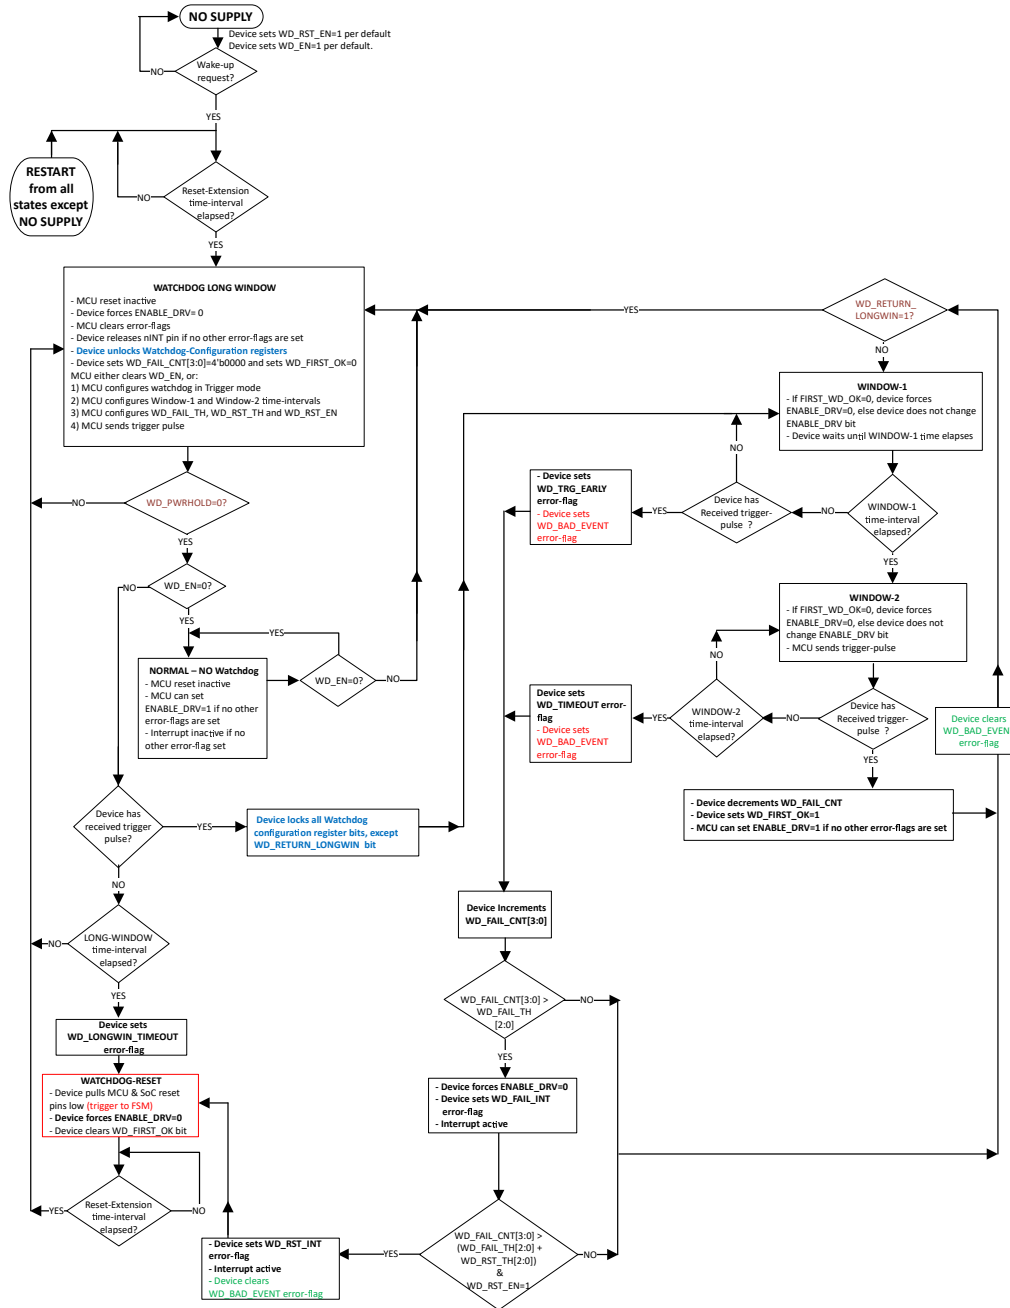 NO SUPPLY
Device sets WD_RST_EN=1 per default
Device sets WD_EN=1 per default.
Wake-up
request?
NO
YES
RESTART
from all
states except
NO SUPPLY
Reset-Extension
time-interval
elapsed?
NO
YES
WATCHDOG LONG WINDOW
- MCU reset inactive
- Device forces ENABLE_DRV= 0
- MCU clears error-flags
- Device releases nINT pin if no other error-flags are set
- Device unlocks Watchdog-Configuration registers
- Device sets WD_FAIL_CNT[3:0]=4'b0000 and sets WD_FIRST_OK=0
MCU either clears WD_EN, or:
1) MCU configures watchdog in Trigger mode
2) MCU configures Window-1 and Window-2 time-intervals
3) MCU configures WD_FAIL_TH, WD_RST_TH and WD_RST_EN
4) MCU sends trigger pulse
YES
WD_RETURN_
LONGWIN=1?
NO
WINDOW-1
- If FIRST_WD_OK=0, device forces
ENABLE_DRV=0, else device does not change
ENABLE_DRV bit
- Device waits until WINDOW-1 time elapses
NO
- Device sets
WD_TRG_EARLY
error-flag
- Device sets
WD_BAD_EVENT
error-flag
YES
Device has
Received trigger-
pulse  ?
NO
WINDOW-1
time-interval
elapsed?
YES
WD_PWRHOLD=0?
NO
YES
WD_EN=0?
NO
YES
YES
NORMAL – NO Watchdog
- MCU reset inactive
- MCU can set
ENABLE_DRV=1 if no other
error-flags are set
- Interrupt inactive if no
other error-flag set
WD_EN=0?
NO
WINDOW-2
- If FIRST_WD_OK=0, device forces
ENABLE_DRV=0, else device does not
change ENABLE_DRV bit
- MCU sends trigger-pulse
NO
Device sets
WD_TIMEOUT error-
flag
- Device sets
WD_BAD_EVENT
error-flag
YES
WINDOW-2
time-interval
elapsed?
NO
Device has
Received trigger-
pulse  ?
YES
Device clears
WD_BAD_EVEN
error-flag
- Device decrements WD_FAIL_CNT
- Device sets WD_FIRST_OK=1
- MCU can set ENABLE_DRV=1 if no other error-flags are set
Device has
received trigger
pulse?
YES
Device locks all Watchdog
configuration register bits, except
WD_RETURN_LONGWIN  bit
NO
LONG-WINDOW
time-interval
elapsed?
NO
YES
Device sets
WD_LONGWIN_TIMEOUT
error-flag
WATCHDOG-RESET
- Device pulls MCU & SoC reset
pins low (trigger to FSM)
- Device forces ENABLE_DRV=0
- Device clears WD_FIRST_OK bit
Reset-Extension
time-interval
elapsed?
YES
NO
Device Increments
WD_FAIL_CNT[3:0]
WD_FAIL_CNT[3:0] >
WD_FAIL_TH
[2:0]
NO
YES
- Device forces ENABLE_DRV=0
- Device sets WD_FAIL_INT
error-flag
- Interrupt active
WD_FAIL_CNT[3:0] >
(WD_FAIL_TH[2:0] +
WD_RST_TH[2:0])
&
WD_RST_EN=1
NO
YES
- Device sets WD_RST_INT
error-flag
- Interrupt active
- Device clears
WD_BAD_EVENT error-flag